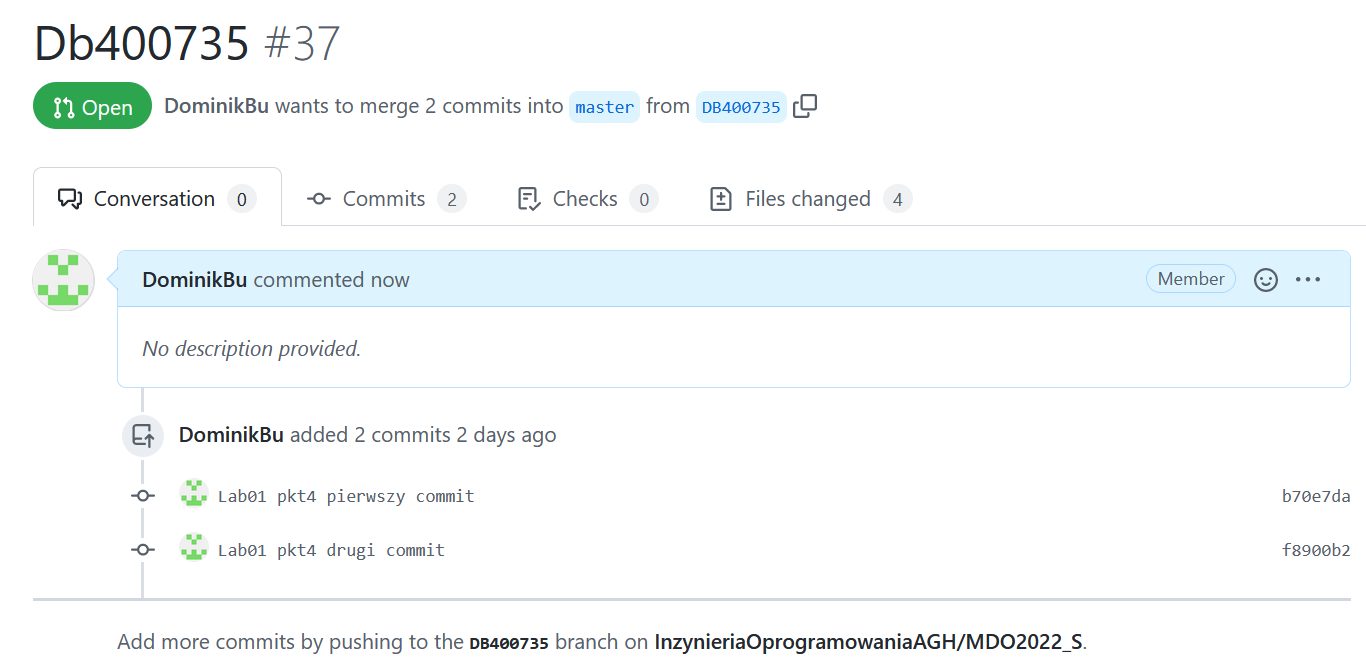 Db400735 #37
Open DominikBu wants to merge 2 commits into master from DB400735
Conversation 0 Commits 2 Checks 0 Files changed 4
DominikBu commented now Member
No description provided.
DominikBu added 2 commits 2 days ago
Lab01 pkt4 pierwszy commit b70e7da
Lab01 pkt4 drugi commit f8900b2
Add more commits by pushing to the DB400735 branch on InzynieriaOprogramowaniaAGH/MDO2022_S.